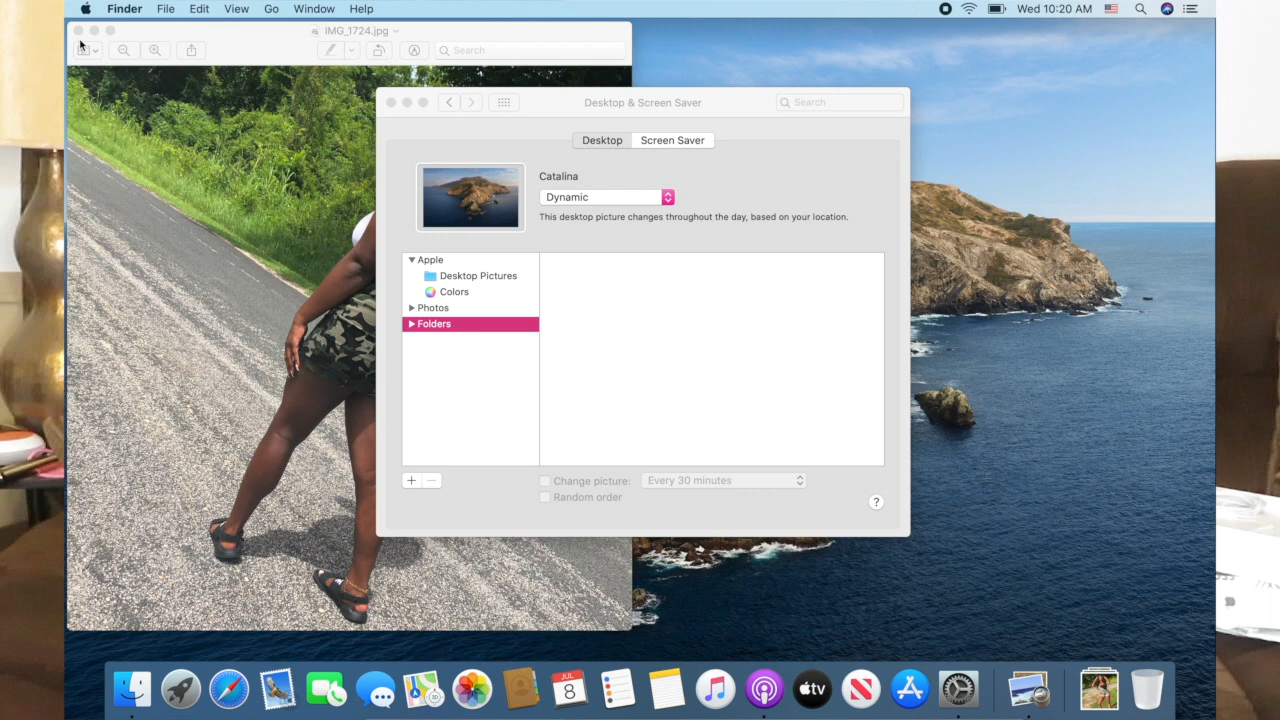 Finder File Edit View Go Window Help Wed 10:20 AM
IMG_1724.jpg
Search
Desktop & Screen Saver
Search
Desktop Screen Saver
Catalina
Dynamic
This desktop picture changes throughout the day, based on your location.
Apple
Desktop Pictures
Colors
Photos
Folders
+ −
Change picture: Every 30 minutes
Random order
?
JUL
8
3D
tv